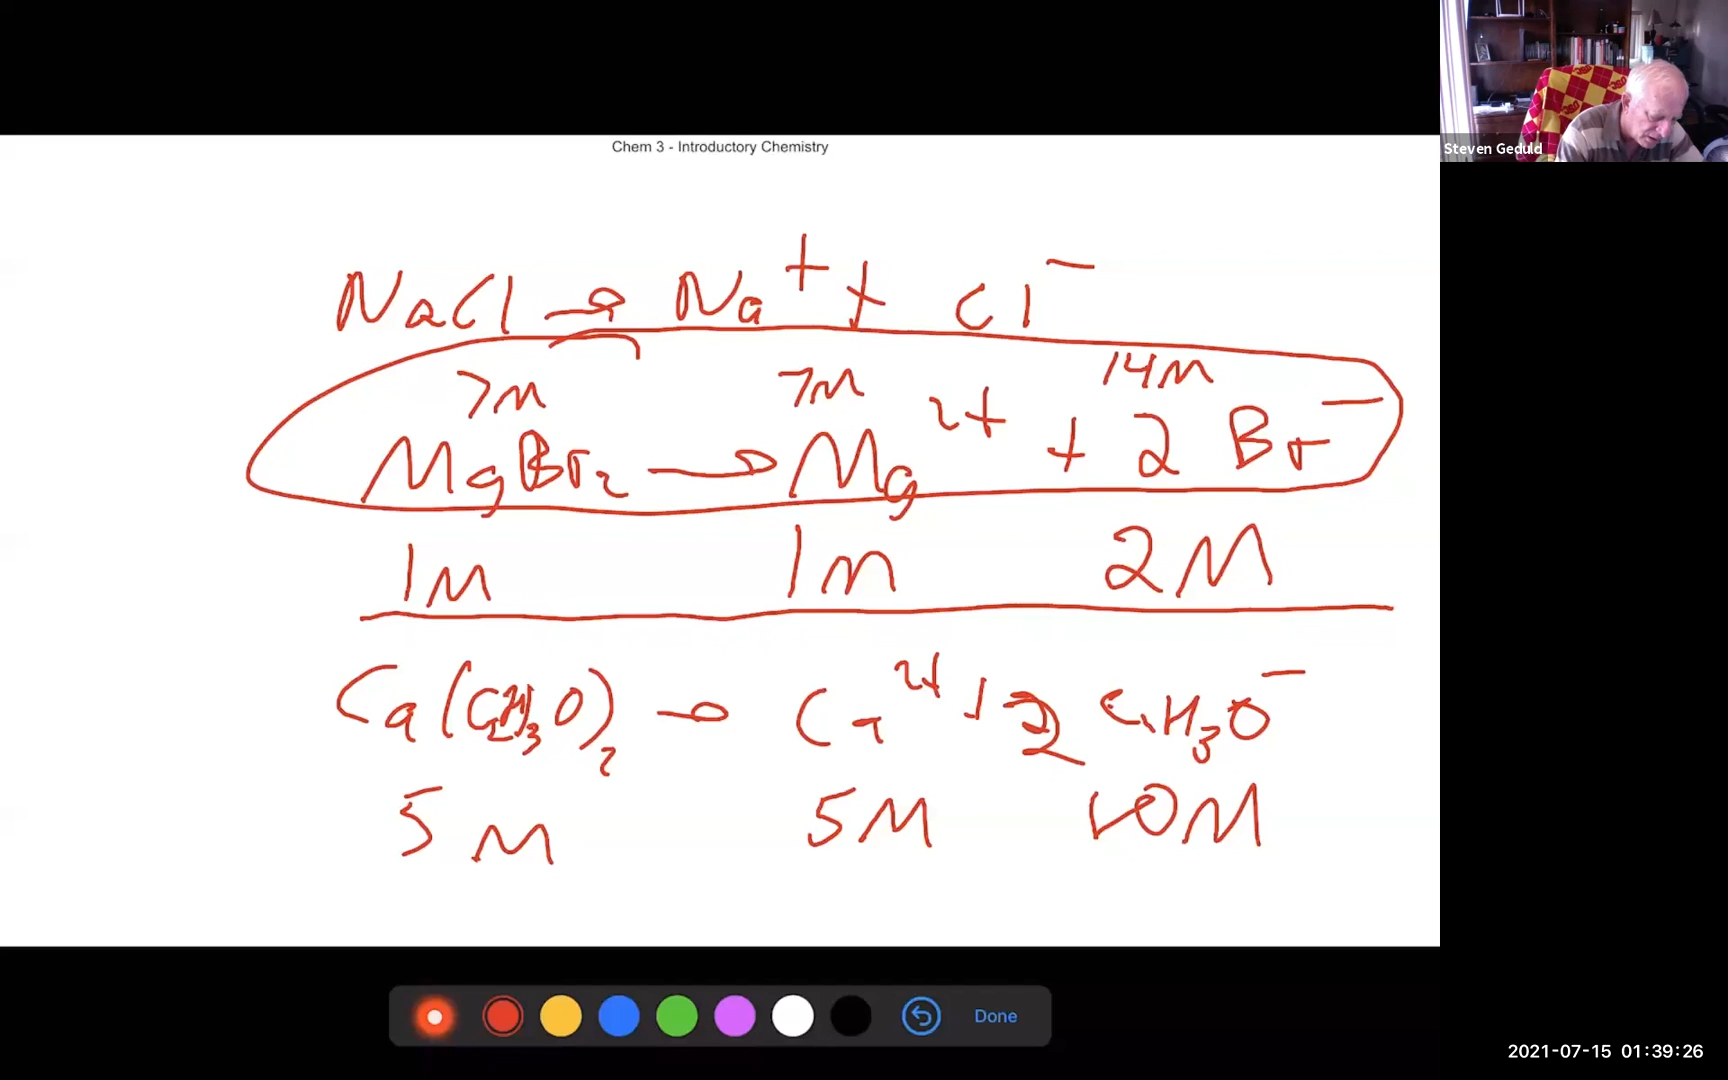 Steven Geduld
Chem 3 - Introductory Chemistry
NaCl → Na⁺ + Cl⁻
7M 7M 14M
MgBr₂ → Mg²⁺ + 2 Br⁻
1M 1M 2M
Ca(C₂H₃O)₂ → Ca²⁺ + 2 C₂H₃O⁻
5 M 5M 10M
Done
2021-07-15 01:39:26